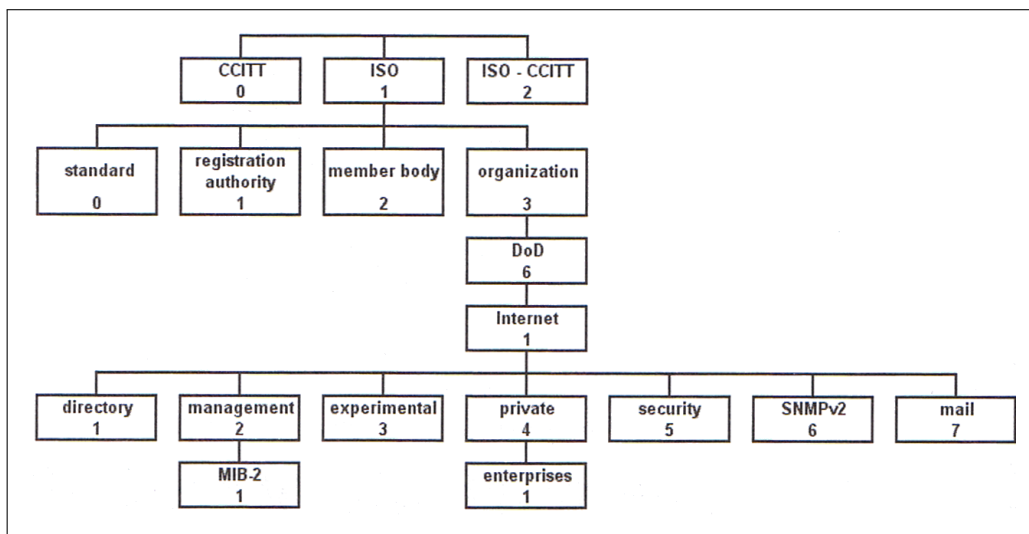 CCITT
0
ISO
1
ISO - CCITT
2
standard
0
registration
authority
1
member body
2
organization
3
DoD
6
Internet
1
directory
1
management
2
experimental
3
private
4
security
5
SNMPv2
6
mail
7
MIB-2
1
enterprises
1